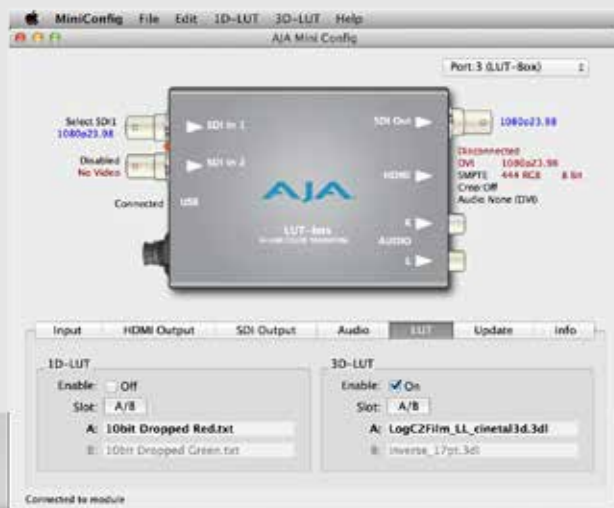 MiniConfig File Edit 1D-LUT 3D-LUT Help
AJA Mini Config
Port:3 (LUT-Box)
Select SDI1
1080p23.98
SDI In 1
SDI Out
1080p23.98
Disabled
No Video
SDI In 2
HDMI
Disconnected
DVI 1080p23.98
SMPTE 444 RGB 8 Bit
Crop:Off
Audio None (DVI)
Connected
USB
AJA
LUT-box
IN-LINE COLOR TRANSFORM
R
AUDIO
L
Input HDMI Output SDI Output Audio LUT Update Info
1D-LUT
3D-LUT
Enable: Off
Enable: On
Slot: A/B
Slot: A/B
A: 10bit Dropped Red.txt
A: LogC2Film_LL_cinetal3d.3dl
B: 10bit Dropped Green.txt
B: inverse_17pt.3dl
Connected to module